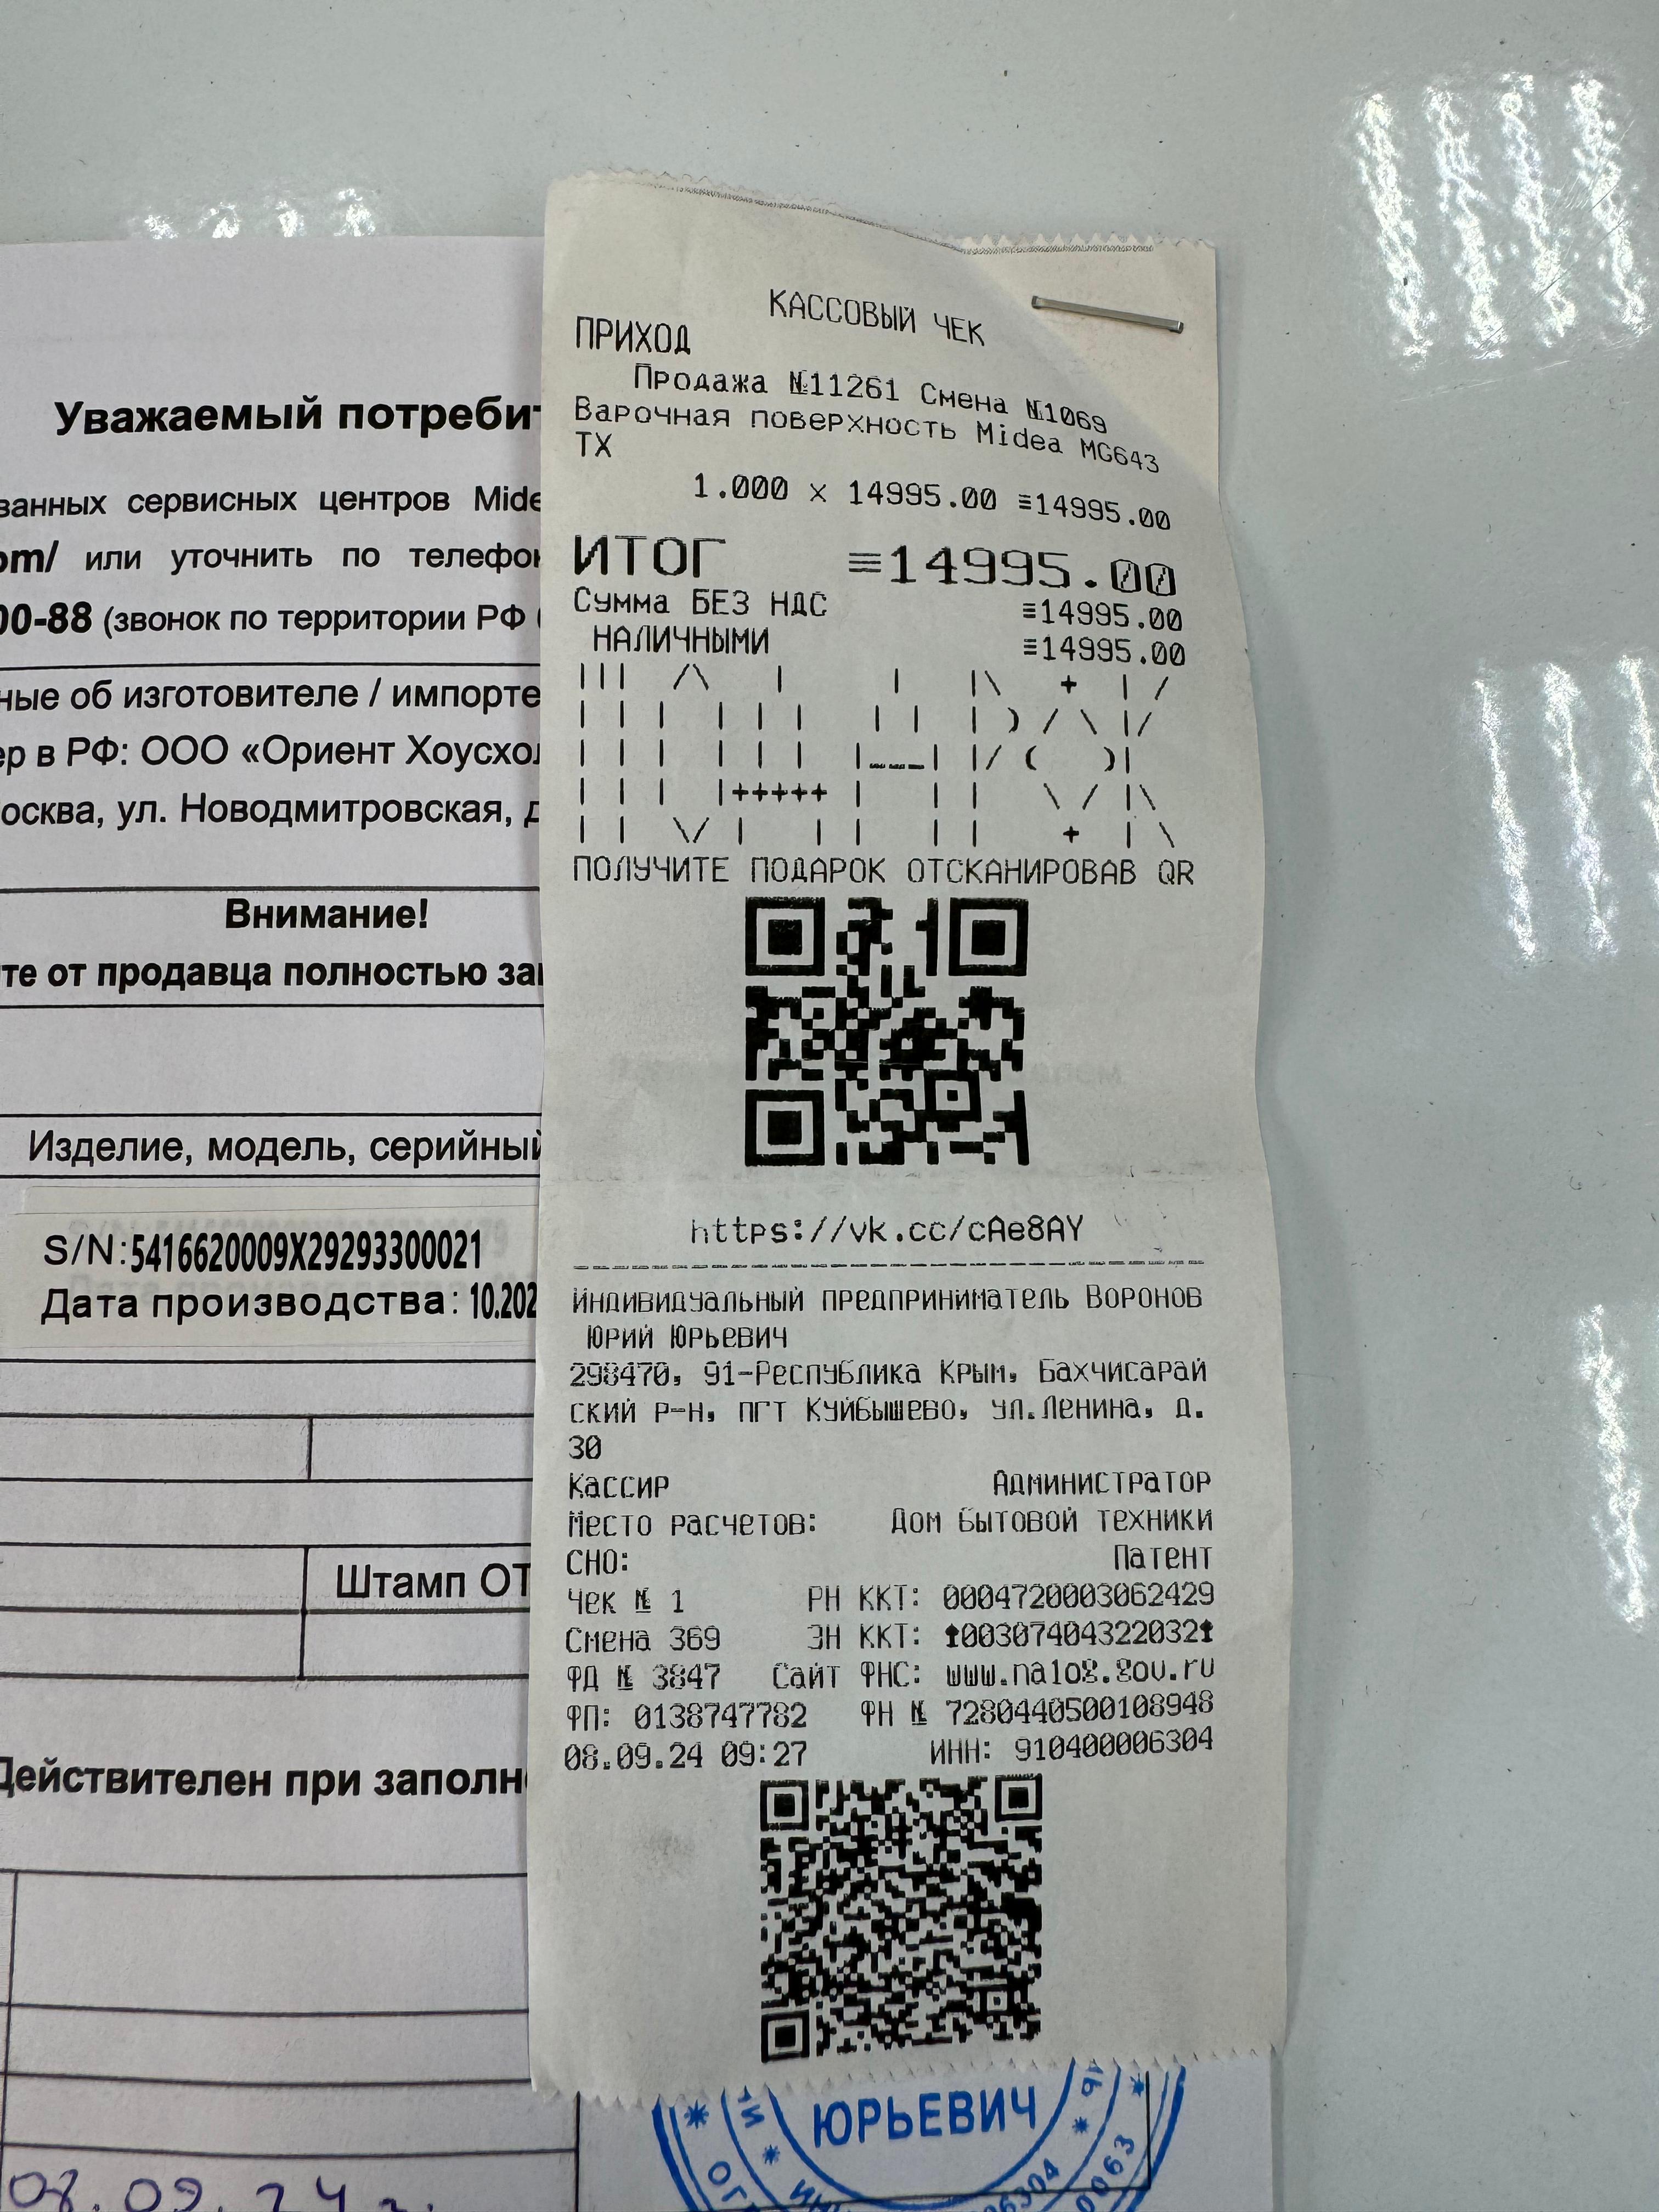 Уважаемый потребит
ванных сервисных центров Mide
om/ или уточнить по телефон
00-88 (звонок по территории РФ (
ные об изготовителе / импорте
ер в РФ: ООО «Ориент Хоусхол
осква, ул. Новодмитровская, д
Внимание!
те от продавца полностью за
Изделие, модель, серийный
S/N:5416620009X29293300021
Дата производства: 10.202
Штамп ОТ
Действителен при заполн
08.09.24 г.
КАССОВЫЙ ЧЕК
ПРИХОД
Продажа №11261 Смена №1069
Варочная поверхность Midea MG643
TX
1.000 x 14995.00 ≡14995.00
ИТОГ ≡14995.00
Сумма БЕЗ НДС ≡14995.00
НАЛИЧНЫМИ ≡14995.00
ПОЛУЧИТЕ ПОДАРОК ОТСКАНИРОВАВ QR
https://vk.cc/cAe8AY
Индивидуальный предприниматель Воронов
Юрий Юрьевич
298470, 91-Республика Крым, Бахчисарай
ский р-н, пгт Куйбышево, ул.Ленина, д.
30
Кассир Администратор
Место расчетов: Дом бытовой техники
СНО: Патент
Чек № 1 РН ККТ: 0004720003062429
Смена 369 ЗН ККТ: ↑00307404322032↑
ФД № 3847 Сайт ФНС: www.nalog.gov.ru
ФП: 0138747782 ФН № 7280440500108948
08.09.24 09:27 ИНН: 910400006304
ЮРЬЕВИЧ